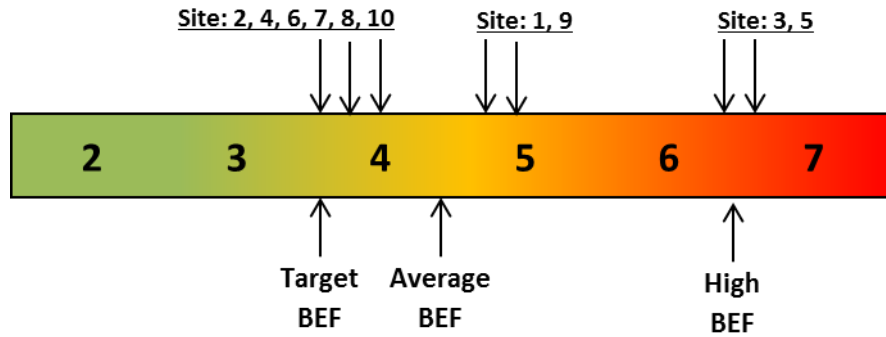 Site: 2, 4, 6, 7, 8, 10 Site: 1, 9 Site: 3, 5
2 3 4 5 6 7
Target Average High
BEF BEF BEF